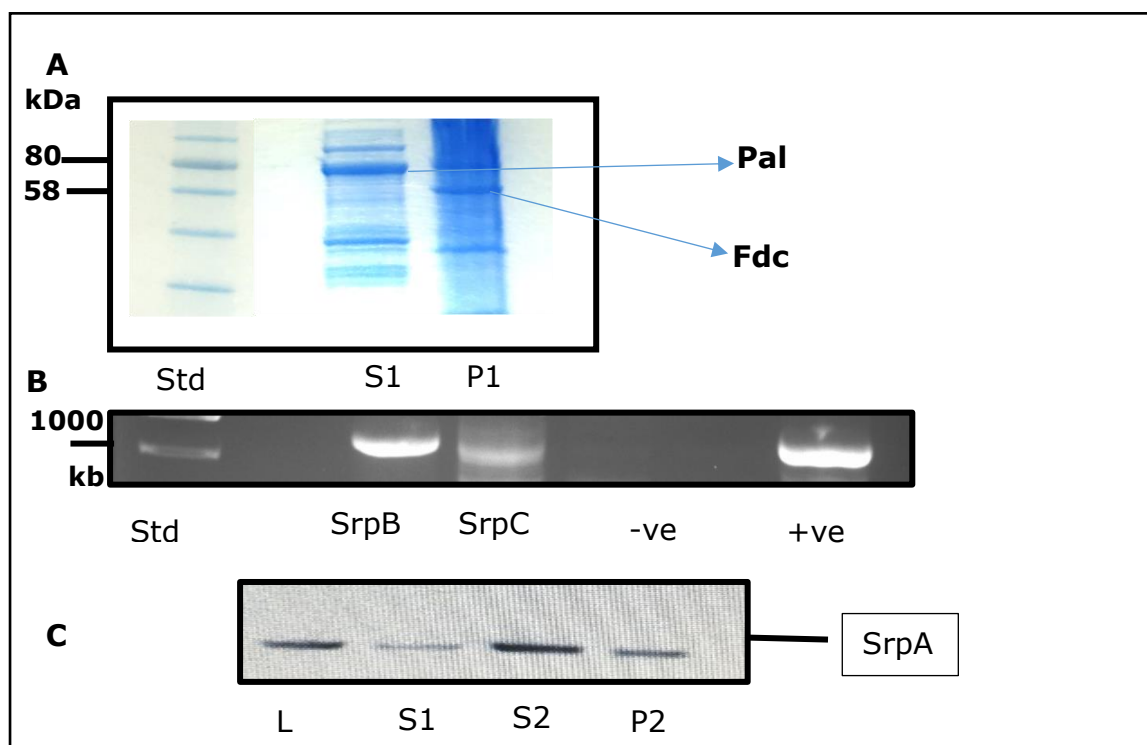 A
kDa
80
58
Pal
Fdc
Std S1 P1
B
1000
kb
Std SrpB SrpC -ve +ve
C
SrpA
L S1 S2 P2